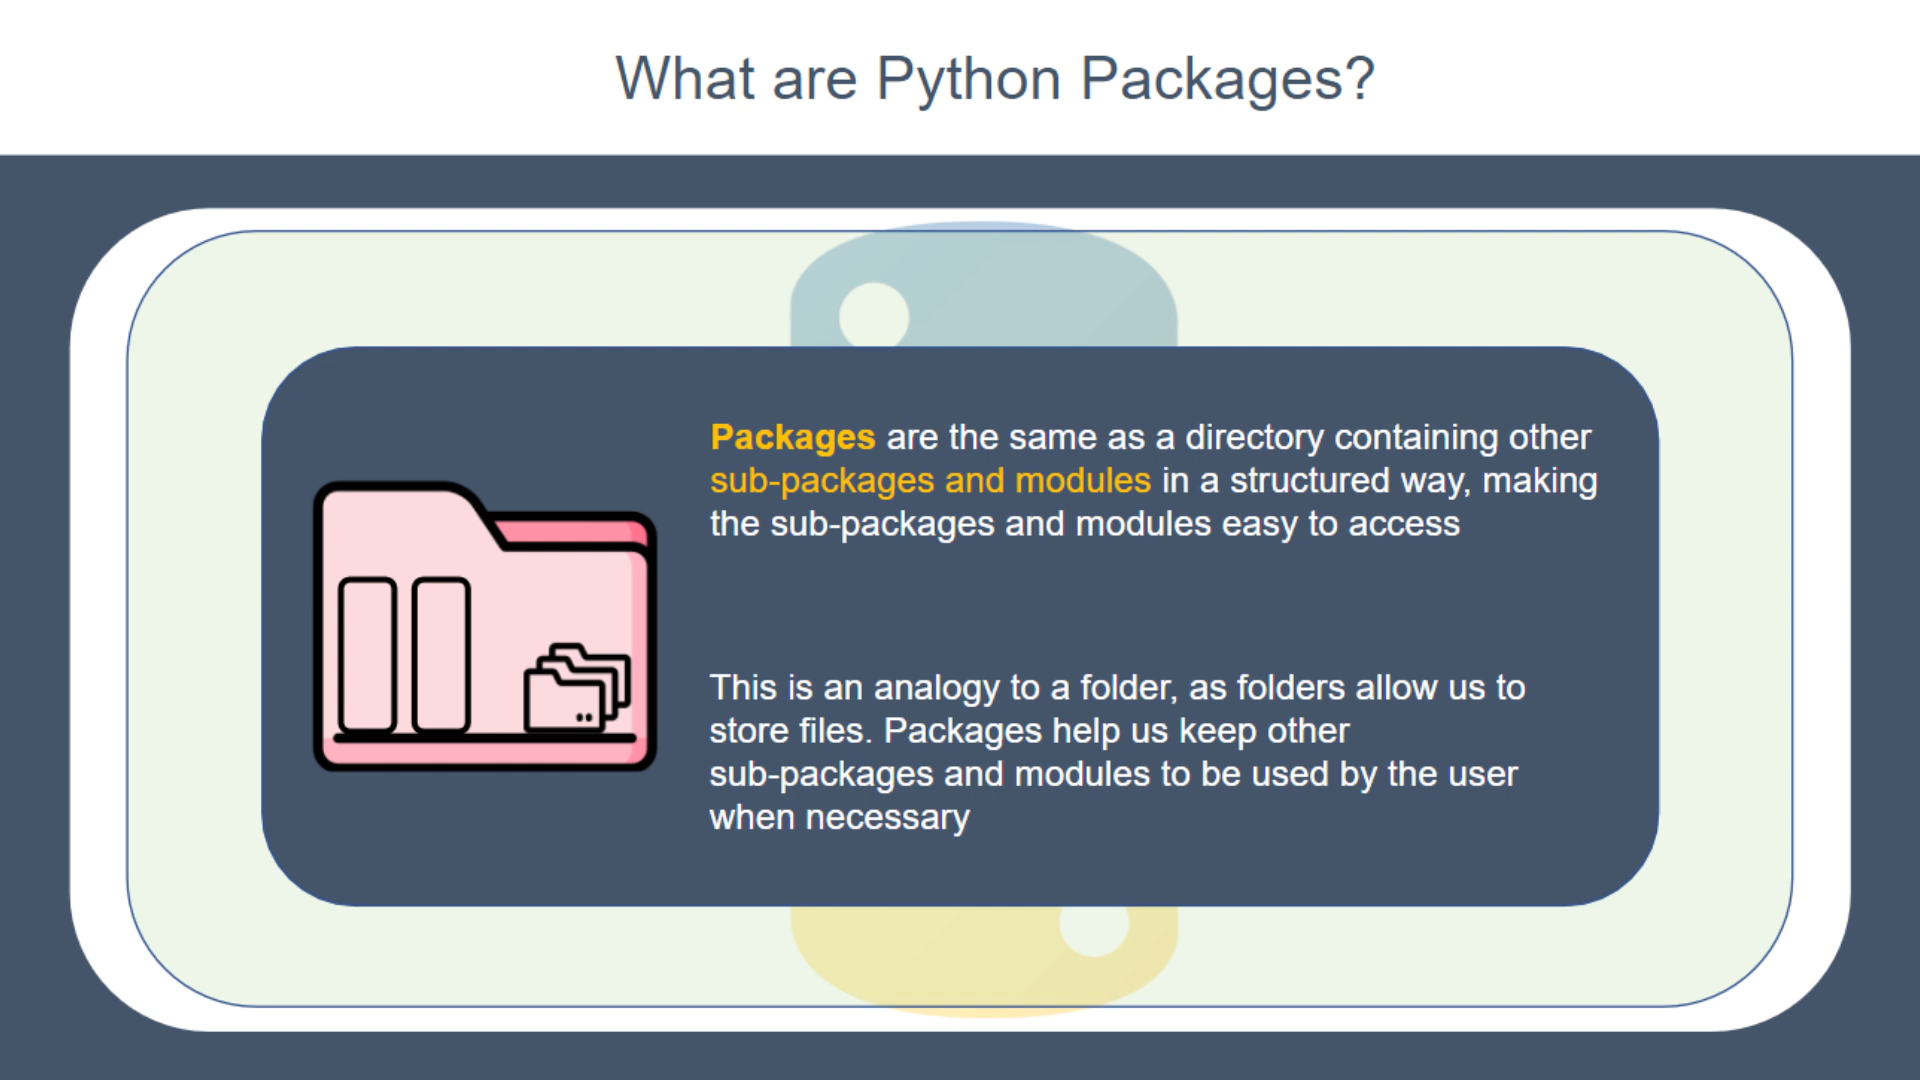 What are Python Packages?
Packages are the same as a directory containing other
sub-packages and modules in a structured way, making
the sub-packages and modules easy to access
This is an analogy to a folder, as folders allow us to
store files. Packages help us keep other
sub-packages and modules to be used by the user
when necessary